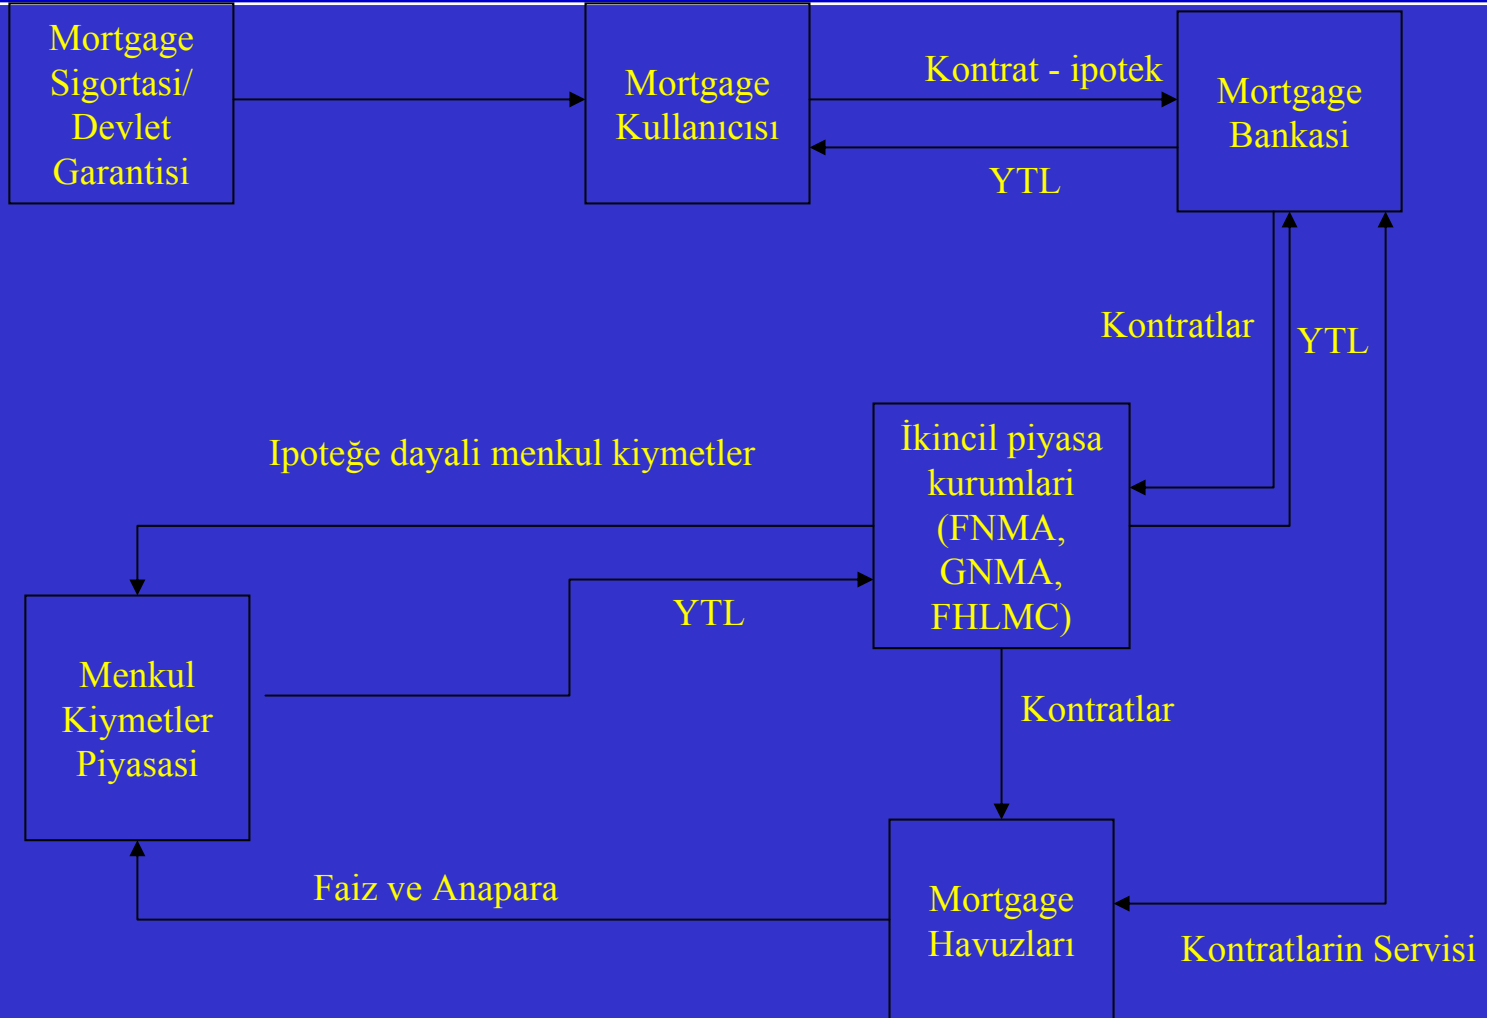 Mortgage
Sigortasi/
Devlet
Garantisi
Mortgage
Kullanıcısı
Kontrat - ipotek
YTL
Mortgage
Bankasi
Kontratlar
YTL
Ipoteğe dayali menkul kiymetler
İkincil piyasa
kurumlari
(FNMA,
GNMA,
FHLMC)
YTL
Menkul
Kiymetler
Piyasasi
Kontratlar
Faiz ve Anapara
Mortgage
Havuzları
Kontratlarin Servisi